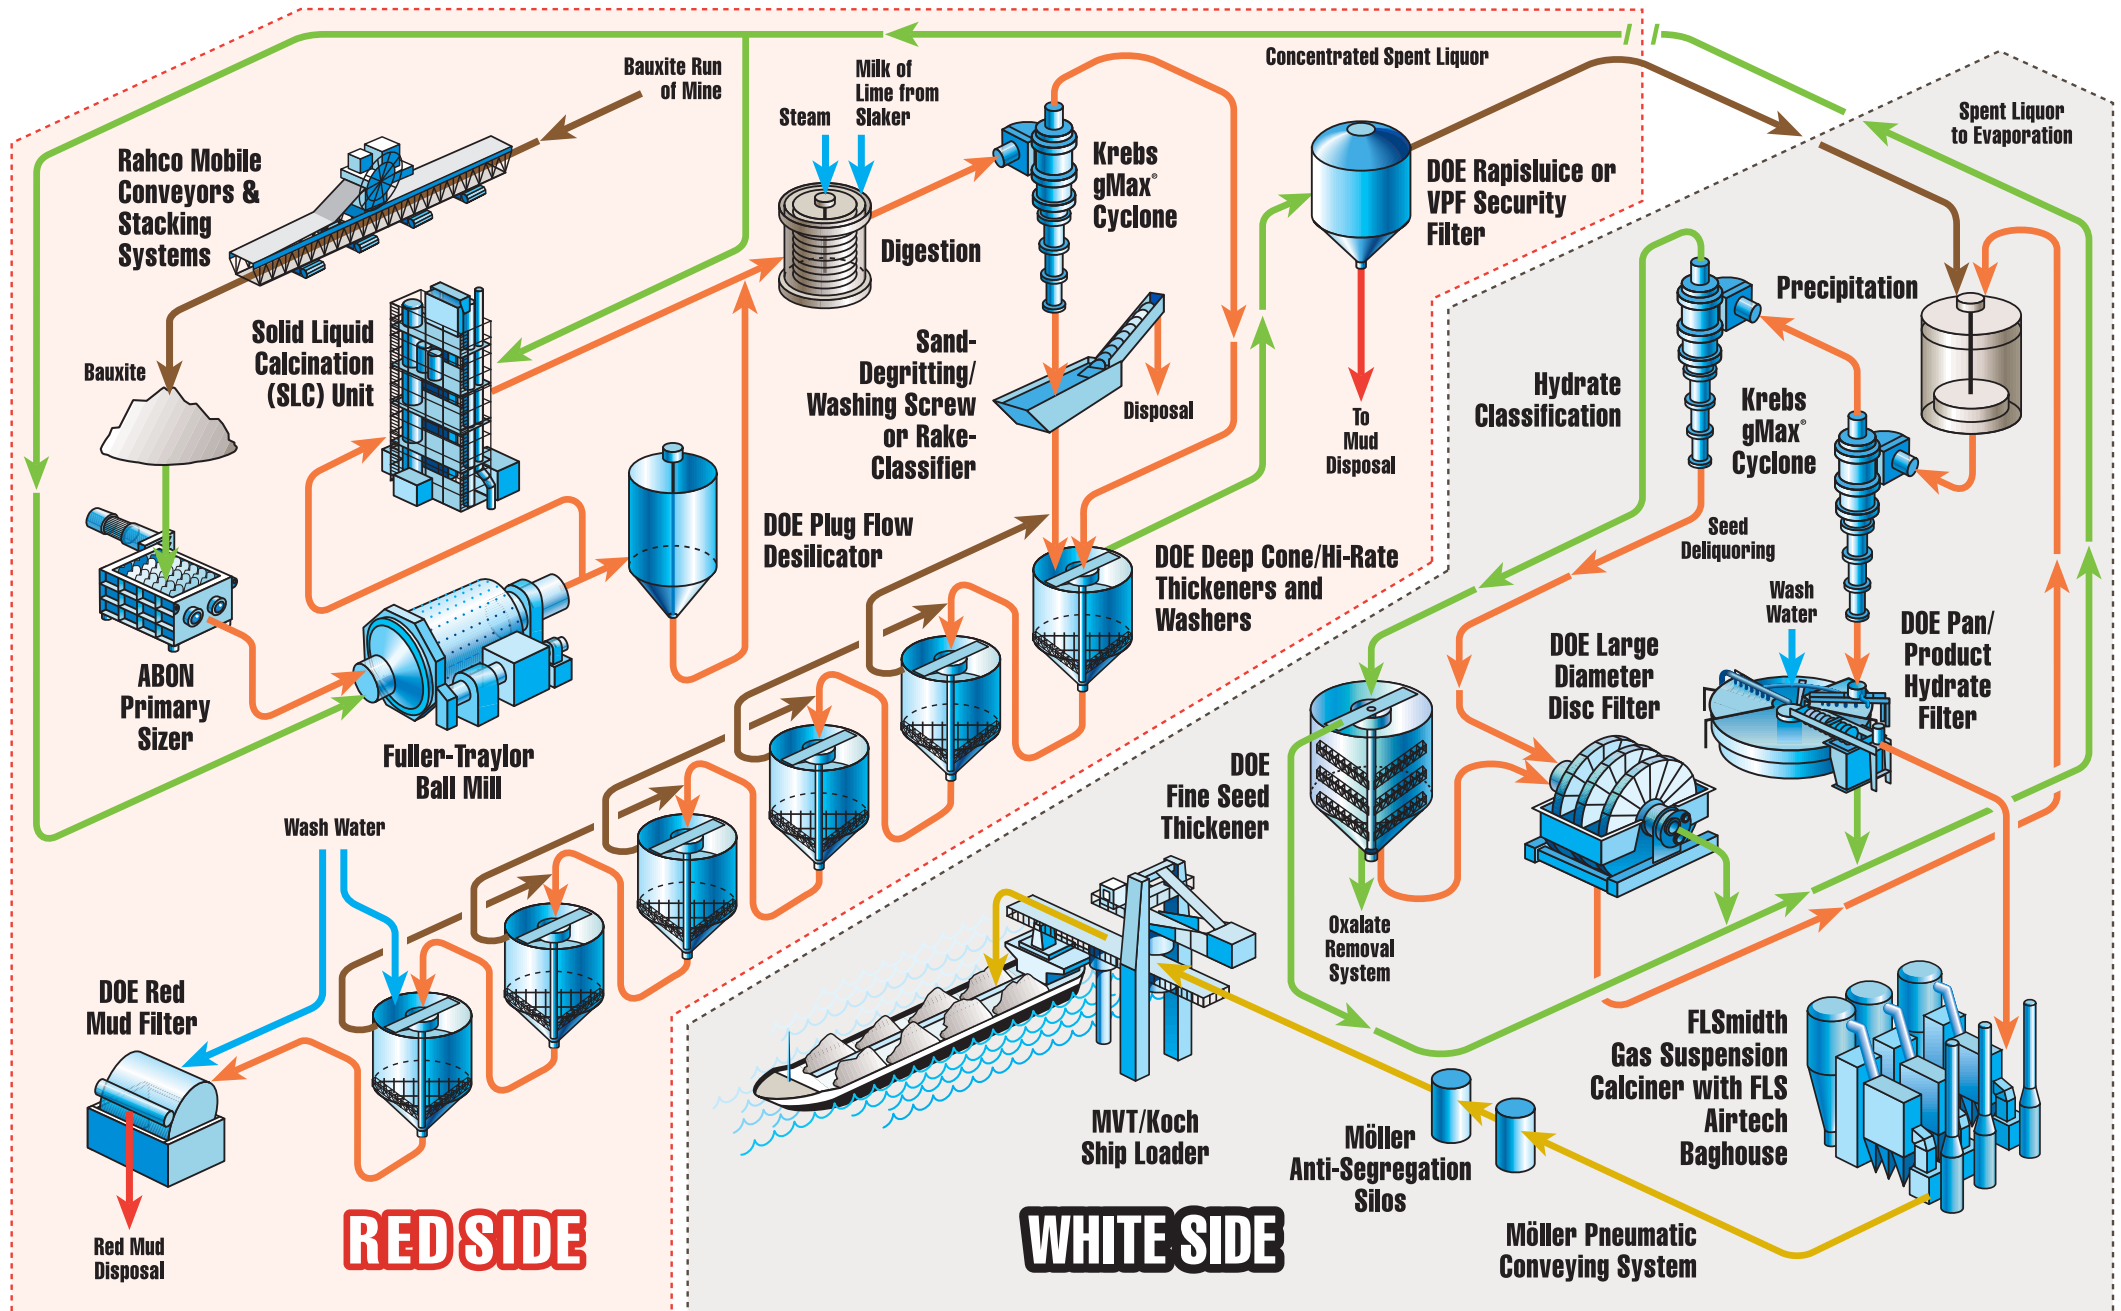 Bauxite Run
of Mine
Steam
Milk of
Lime from
Slaker
Concentrated Spent Liquor
Spent Liquor
to Evaporation
Rahco Mobile
Conveyors &
Stacking
Systems
Krebs
gMax®
Cyclone
DOE Rapisluice or
VPF Security
Filter
Digestion
Precipitation
Bauxite
Solid Liquid
Calcination
(SLC) Unit
Sand-
Degritting/
Washing Screw
or Rake-
Classifier
Disposal
To
Mud
Disposal
Hydrate
Classification
Krebs
gMax®
Cyclone
DOE Plug Flow
Desilicator
DOE Deep Cone/Hi-Rate
Thickeners and
Washers
Seed
Deliquoring
Wash
Water
DOE Pan/
Product
Hydrate
Filter
DOE Large
Diameter
Disc Filter
ABON
Primary
Sizer
Fuller-Traylor
Ball Mill
DOE
Fine Seed
Thickener
Wash Water
Oxalate
Removal
System
DOE Red
Mud Filter
FLSmidth
Gas Suspension
Calciner with FLS
Airtech
Baghouse
MVT/Koch
Ship Loader
Möller
Anti-Segregation
Silos
Möller Pneumatic
Conveying System
Red Mud
Disposal
RED SIDE
WHITE SIDE